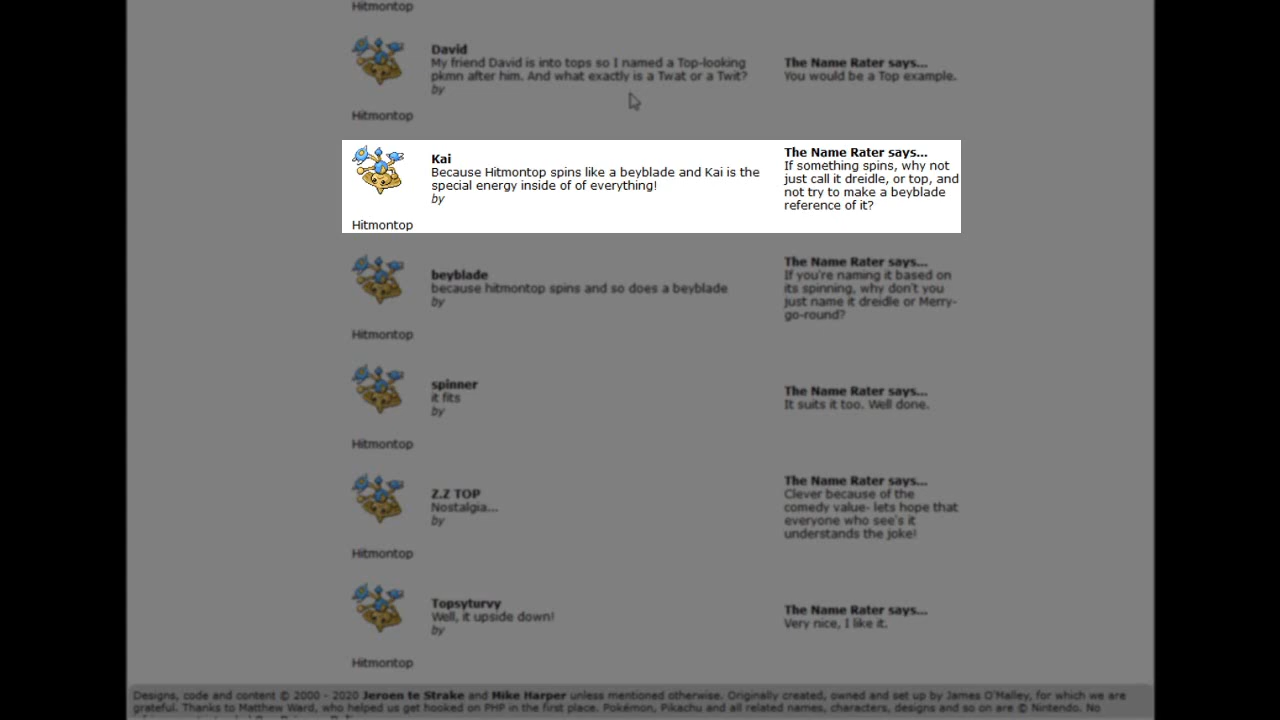 Hitmontop
David
My friend David is into tops so I named a Top-looking
pkmn after him. And what exactly is a Twat or a Twit?
by
The Name Rater says...
You would be a Top example.
Hitmontop
Kai
Because Hitmontop spins like a beyblade and Kai is the
special energy inside of of everything!
by
The Name Rater says...
If something spins, why not
just call it dreidle, or top, and
not try to make a beyblade
reference of it?
Hitmontop
beyblade
because hitmontop spins and so does a beyblade
by
The Name Rater says...
If you're naming it based on
its spinning, why don't you
just name it dreidle or Merry-
go-round?
Hitmontop
spinner
it fits
by
The Name Rater says...
It suits it too. Well done.
Hitmontop
Z.Z TOP
Nostalgia...
by
The Name Rater says...
Clever because of the
comedy value- lets hope that
everyone who see's it
understands the joke!
Hitmontop
Topsyturvy
Well, it upside down!
by
The Name Rater says...
Very nice, I like it.
Hitmontop
Designs, code and content © 2000 - 2020 Jeroen te Strake and Mike Harper unless mentioned otherwise. Originally created, owned and set up by James O'Malley, for which we are
grateful. Thanks to Matthew Ward, who helped us get hooked on PHP in the first place. Pokémon, Pikachu and all related names, characters, designs and so on are © Nintendo. No